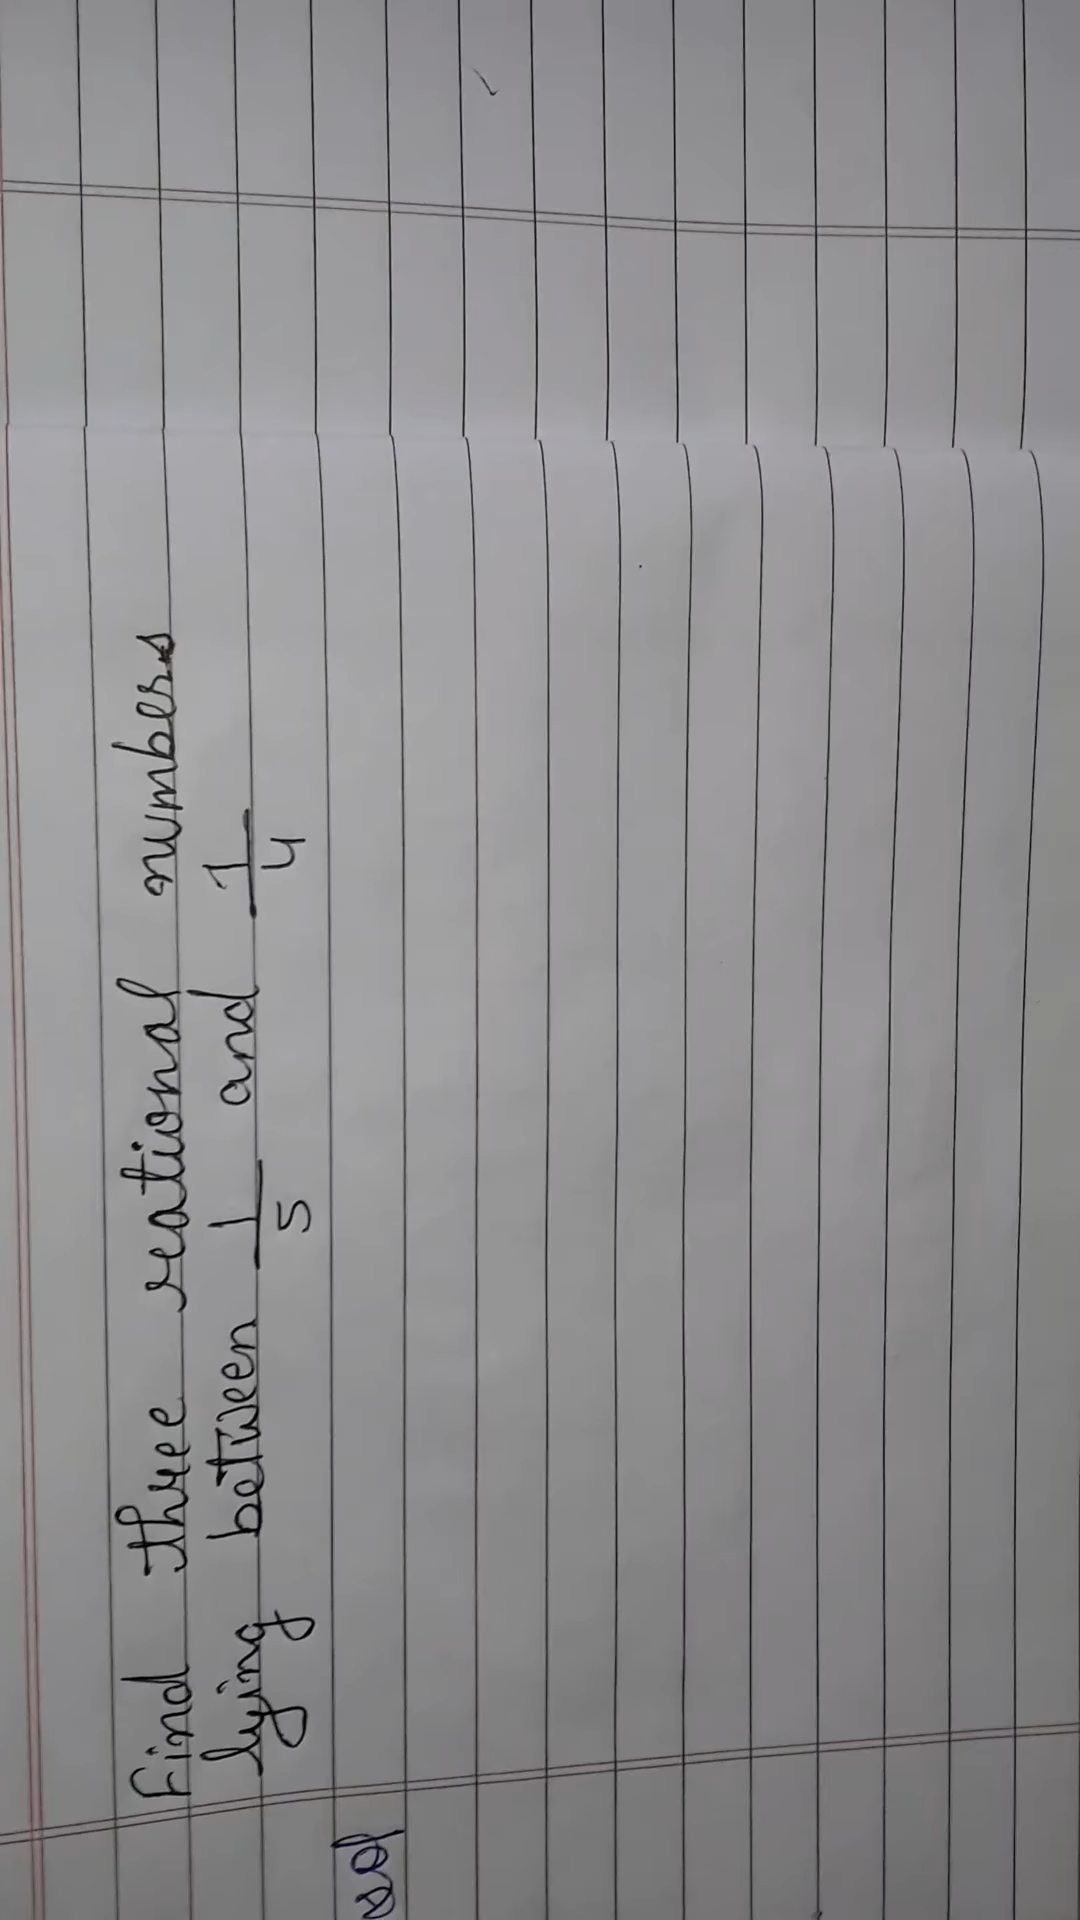 Find three rational numbers
lying between 1/5 and 1/4
sol